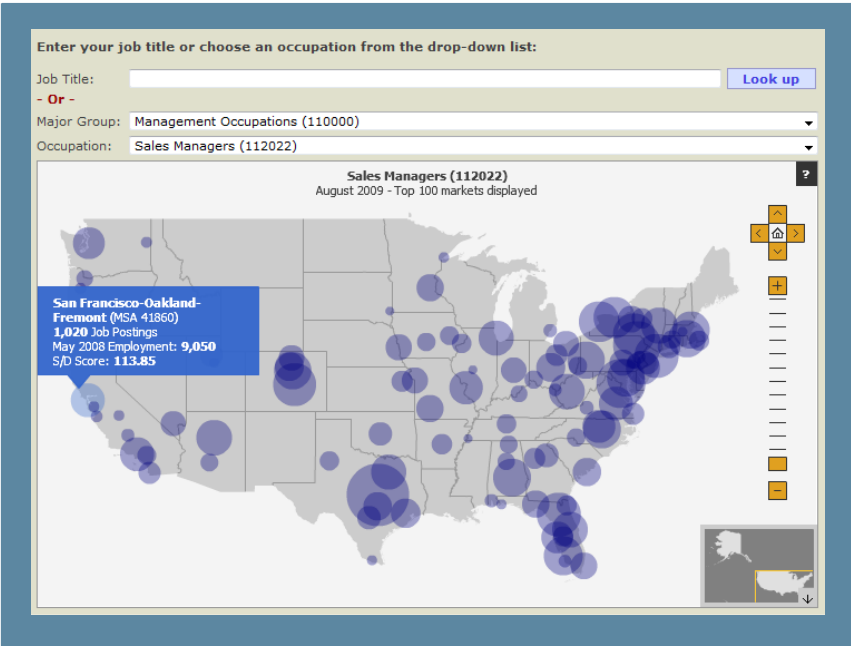 Enter your job title or choose an occupation from the drop-down list:
Job Title:
Look up
- Or -
Major Group: Management Occupations (110000)
Occupation: Sales Managers (112022)
Sales Managers (112022)
August 2009 - Top 100 markets displayed
?
San Francisco-Oakland-
Fremont (MSA 41860)
1,020 Job Postings
May 2008 Employment: 9,050
S/D Score: 113.85